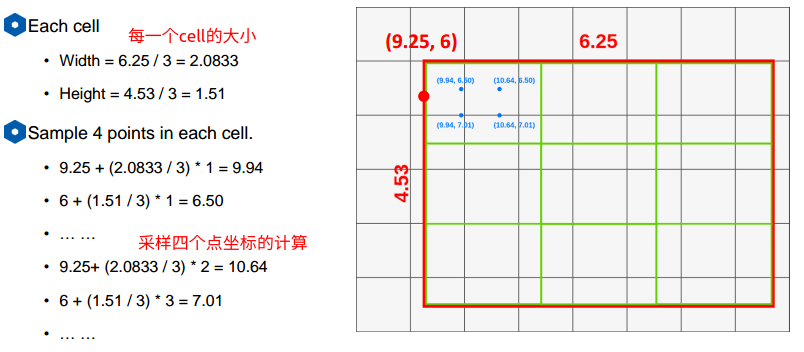 Each cell
每一个cell的大小
• Width = 6.25 / 3 = 2.0833
• Height = 4.53 / 3 = 1.51
Sample 4 points in each cell.
• 9.25 + (2.0833 / 3) * 1 = 9.94
• 6 + (1.51 / 3) * 1 = 6.50
• … …
采样四个点坐标的计算
• 9.25+ (2.0833 / 3) * 2 = 10.64
• 6 + (1.51 / 3) * 3 = 7.01
• … …
(9.25, 6)
6.25
(9.94, 6.50)
(10.64, 6.50)
(9.94, 7.01)
(10.64, 7.01)
4.53